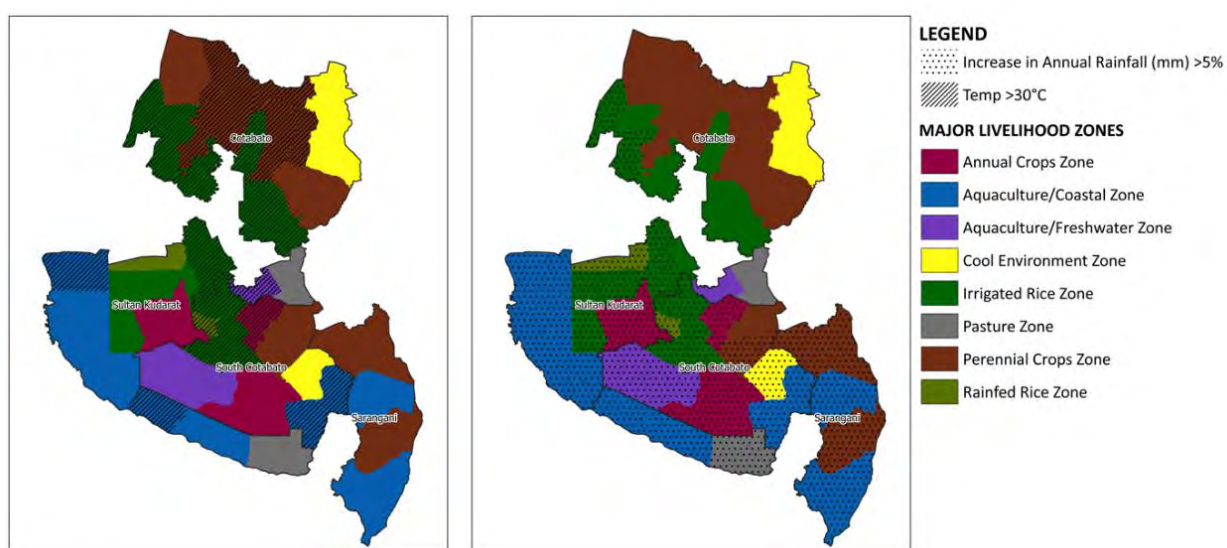 Cotabato
Sultan Kudarat
South Cotabato
Sarangani
Cotabato
Sultan Kudarat
South Cotabato
Sarangani
LEGEND
Increase in Annual Rainfall (mm) >5%
Temp >30°C
MAJOR LIVELIHOOD ZONES
Annual Crops Zone
Aquaculture/Coastal Zone
Aquaculture/Freshwater Zone
Cool Environment Zone
Irrigated Rice Zone
Pasture Zone
Perennial Crops Zone
Rainfed Rice Zone